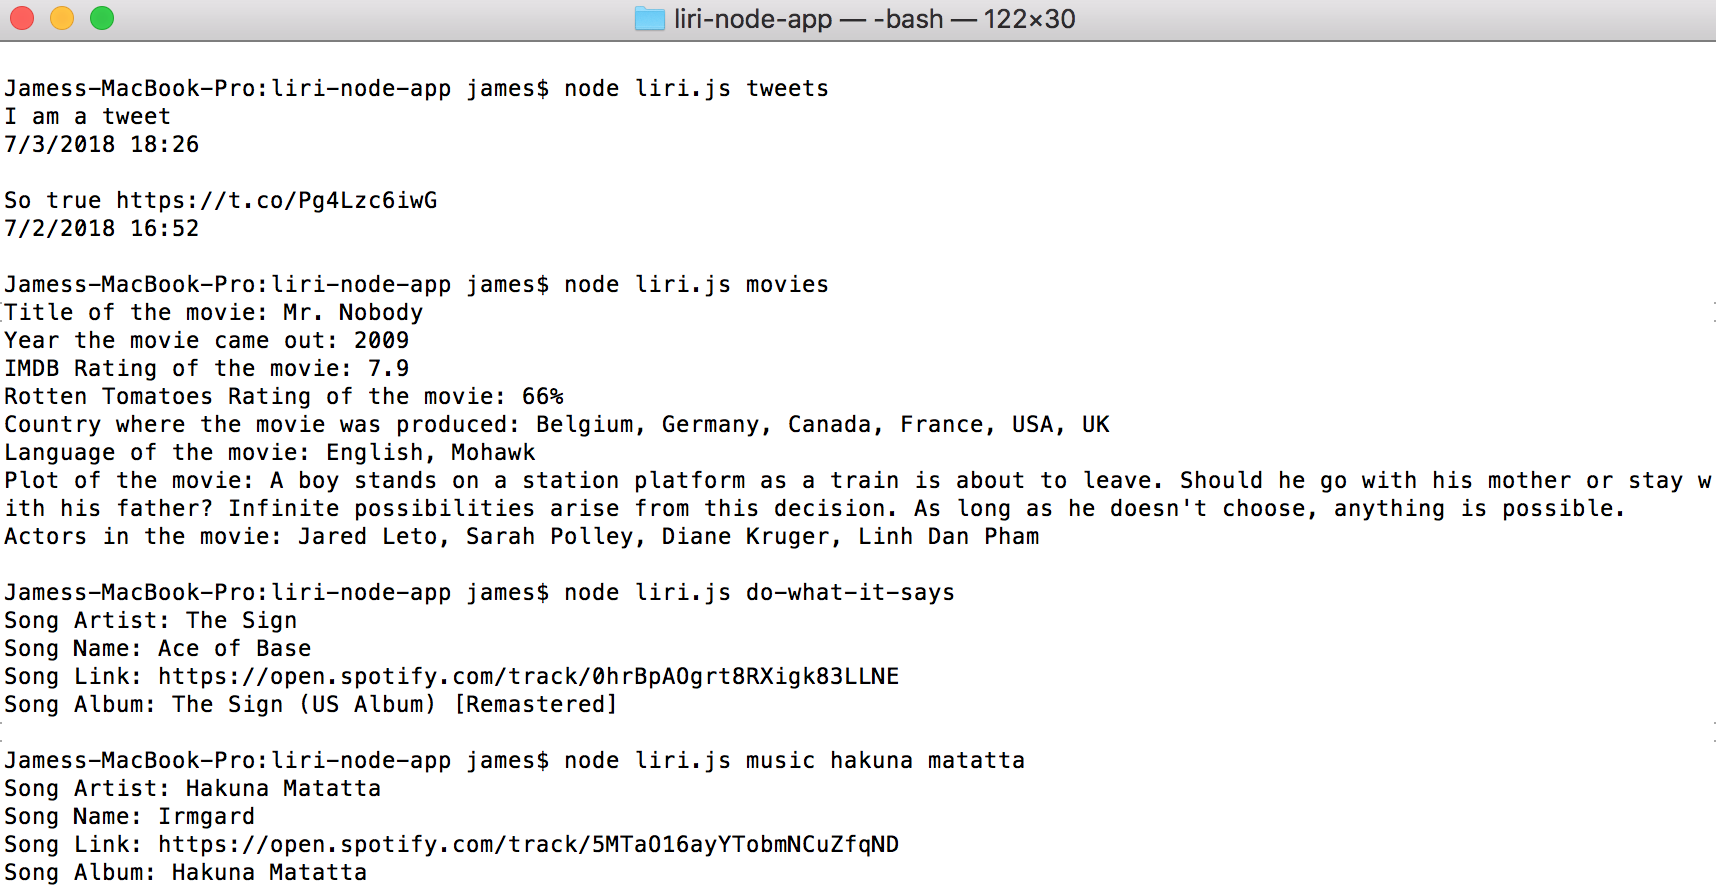 liri-node-app — -bash — 122×30
Jamess-MacBook-Pro:liri-node-app james$ node liri.js tweets
I am a tweet
7/3/2018 18:26
So true https://t.co/Pg4Lzc6iwG
7/2/2018 16:52
Jamess-MacBook-Pro:liri-node-app james$ node liri.js movies
Title of the movie: Mr. Nobody
Year the movie came out: 2009
IMDB Rating of the movie: 7.9
Rotten Tomatoes Rating of the movie: 66%
Country where the movie was produced: Belgium, Germany, Canada, France, USA, UK
Language of the movie: English, Mohawk
Plot of the movie: A boy stands on a station platform as a train is about to leave. Should he go with his mother or stay w
ith his father? Infinite possibilities arise from this decision. As long as he doesn't choose, anything is possible.
Actors in the movie: Jared Leto, Sarah Polley, Diane Kruger, Linh Dan Pham
Jamess-MacBook-Pro:liri-node-app james$ node liri.js do-what-it-says
Song Artist: The Sign
Song Name: Ace of Base
Song Link: https://open.spotify.com/track/0hrBpAOgrt8RXigk83LLNE
Song Album: The Sign (US Album) [Remastered]
Jamess-MacBook-Pro:liri-node-app james$ node liri.js music hakuna matatta
Song Artist: Hakuna Matatta
Song Name: Irmgard
Song Link: https://open.spotify.com/track/5MTaO16ayYTobmNCuZfqND
Song Album: Hakuna Matatta